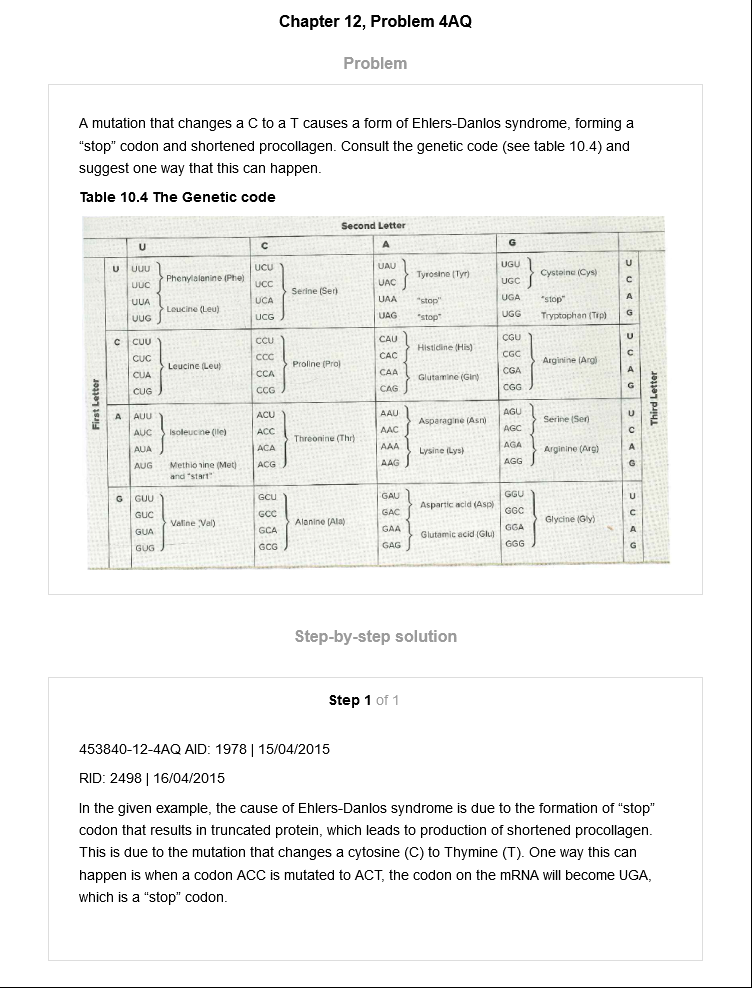 Chapter 12, Problem 4AQ
Problem
A mutation that changes a C to a T causes a form of Ehlers-Danlos syndrome, forming a
“stop” codon and shortened procollagen. Consult the genetic code (see table 10.4) and
suggest one way that this can happen.
Table 10.4 The Genetic code
Second Letter
U C A G
First Letter
Third Letter
U UUU UCU UAU UGU U
Phenylalanine (Phe) Tyrosine (Tyr) Cysteine (Cys)
UUC UCC UAC UGC C
Serine (Ser)
UUA UCA UAA "stop" UGA "stop" A
Leucine (Leu)
UUG UCG UAG "stop" UGG Tryptophan (Trp) G
C CUU CCU CAU CGU U
Histidine (His)
CUC CCC CAC CGC C
Leucine (Leu) Proline (Pro) Arginine (Arg)
CUA CCA CAA CGA A
Glutamine (Gln)
CUG CCG CAG CGG G
A AUU ACU AAU AGU U
Asparagine (Asn) Serine (Ser)
AUC Isoleucine (Ile) ACC AAC AGC C
Threonine (Thr)
AUA ACA AAA AGA A
Lysine (Lys) Arginine (Arg)
AUG Methionine (Met) ACG AAG AGG G
and "start"
G GUU GCU GAU GGU U
Aspartic acid (Asp)
GUC GCC GAC GGC C
Valine (Val) Alanine (Ala) Glycine (Gly)
GUA GCA GAA GGA A
Glutamic acid (Glu)
GUG GCG GAG GGG G
Step-by-step solution
Step 1 of 1
453840-12-4AQ AID: 1978 | 15/04/2015
RID: 2498 | 16/04/2015
In the given example, the cause of Ehlers-Danlos syndrome is due to the formation of “stop”
codon that results in truncated protein, which leads to production of shortened procollagen.
This is due to the mutation that changes a cytosine (C) to Thymine (T). One way this can
happen is when a codon ACC is mutated to ACT, the codon on the mRNA will become UGA,
which is a “stop” codon.